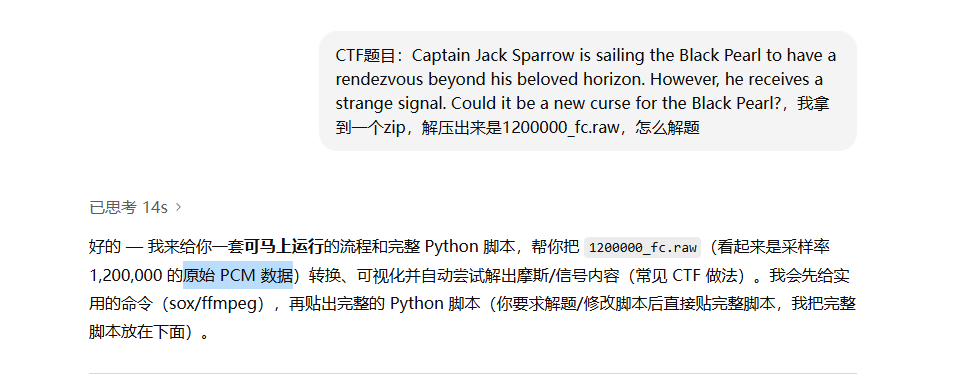 CTF题目：Captain Jack Sparrow is sailing the Black Pearl to have a
rendezvous beyond his beloved horizon. However, he receives a
strange signal. Could it be a new curse for the Black Pearl?，我拿
到一个zip，解压出来是1200000_fc.raw，怎么解题
已思考 14s >
好的 — 我来给你一套可马上运行的流程和完整 Python 脚本，帮你把 1200000_fc.raw（看起来是采样率
1,200,000 的原始 PCM 数据）转换、可视化并自动尝试解出摩斯/信号内容（常见 CTF 做法）。我会先给实
用的命令（sox/ffmpeg），再贴出完整的 Python 脚本（你要求解题/修改脚本后直接贴完整脚本，我把完整
脚本放在下面）。